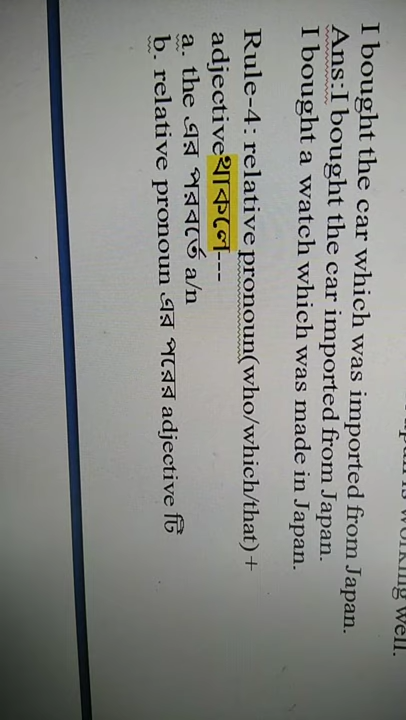 working well.
I bought the car which was imported from Japan.
Ans:I bought the car imported from Japan.
I bought a watch which was made in Japan.
Rule-4: relative pronoun(who/which/that) +
adjectiveথাকলে---
a. the এর পরবর্তে a/n
b. relative pronoun এর পরের adjective টি